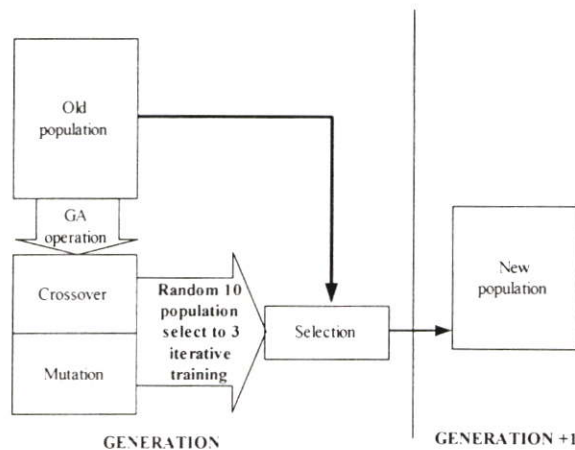 Old
population
GA
operation
Crossover
Mutation
Random 10
population
select to 3
iterative
training
Selection
New
population
GENERATION
GENERATION +1